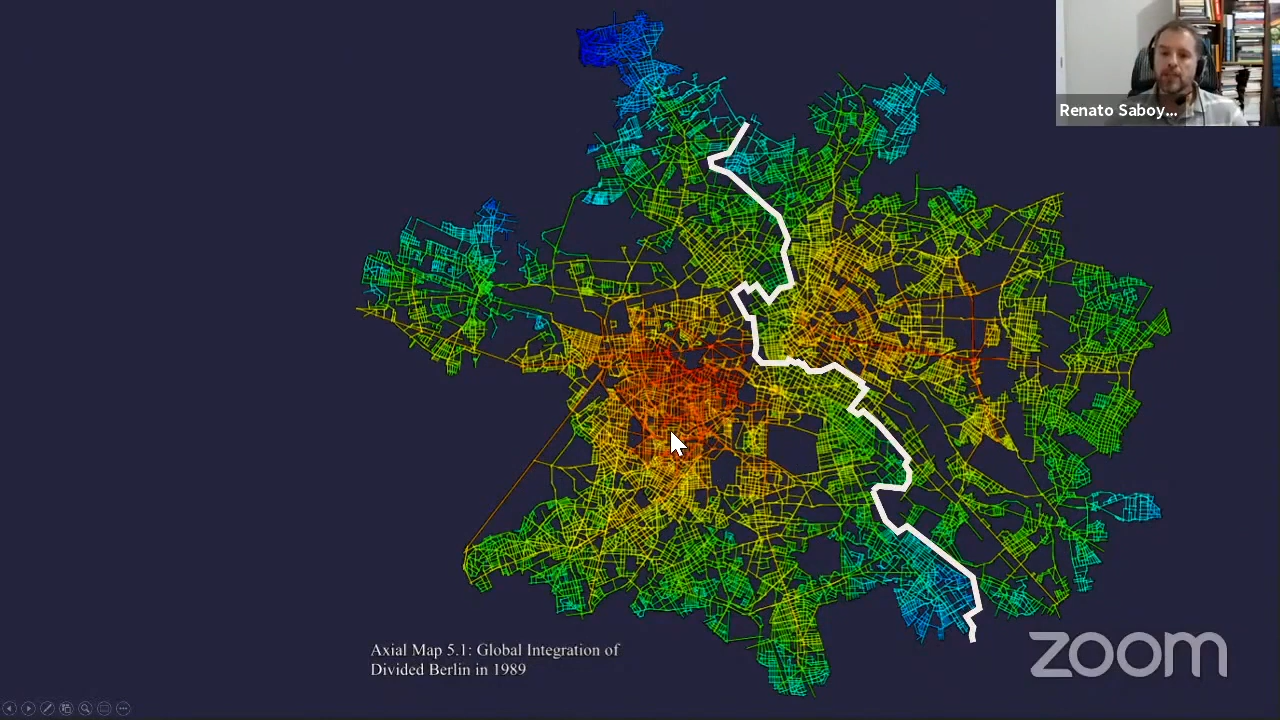 Renato Saboy...
Axial Map 5.1: Global Integration of
Divided Berlin in 1989
zoom